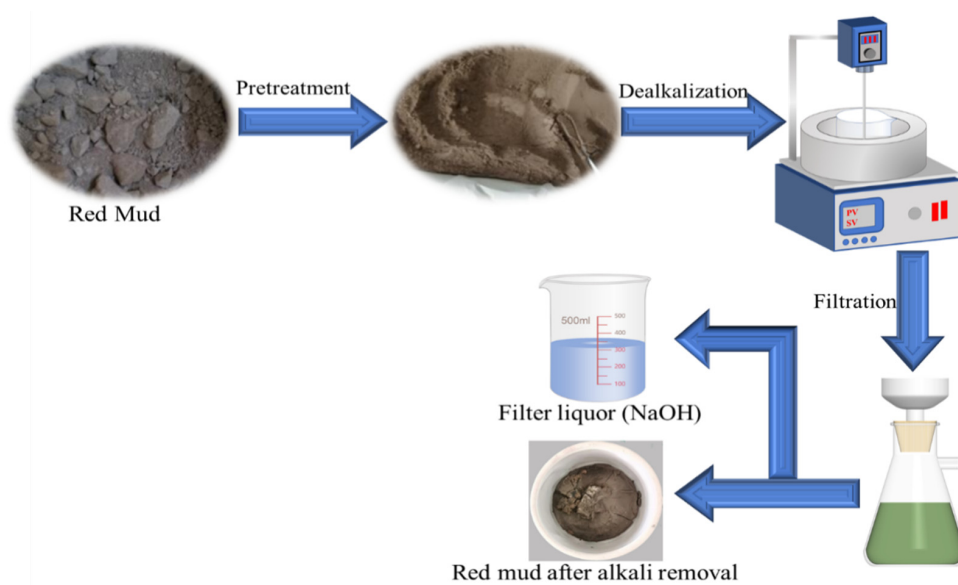 Pretreatment
Dealkalization
Red Mud
PV
SV
Filtration
500ml
500
400
300
200
100
Filter liquor (NaOH)
Red mud after alkali removal